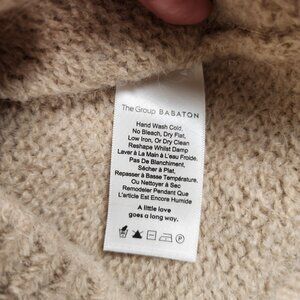 The Group BABATON
Hand Wash Cold,
No Bleach, Dry Flat,
Low Iron, Or Dry Clean
Reshape Whilst Damp
Laver à La Main à L'eau Froide.
Pas De Blanchiment,
Sécher à Plat,
Repasser à Basse Température,
Ou Nettoyer à Sec
Remodeler Pendant Que
L'article Est Encore Humide
A little love
goes a long way.
P